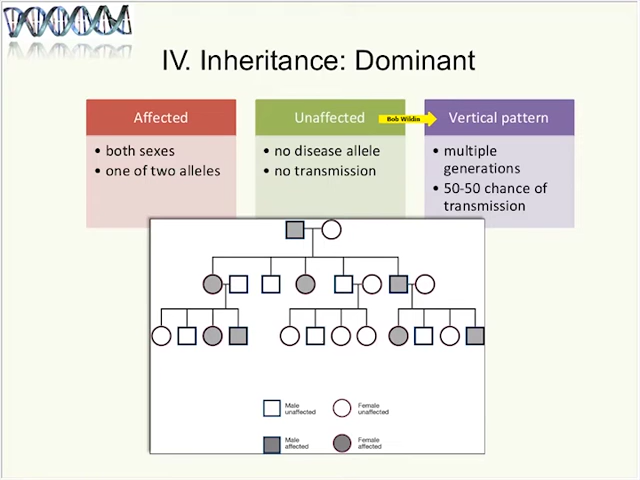 IV. Inheritance: Dominant
Affected
• both sexes
• one of two alleles
Unaffected
• no disease allele
• no transmission
Bob Wildin
Vertical pattern
• multiple
generations
• 50-50 chance of
transmission
Male
unaffected
Female
unaffected
Male
affected
Female
affected